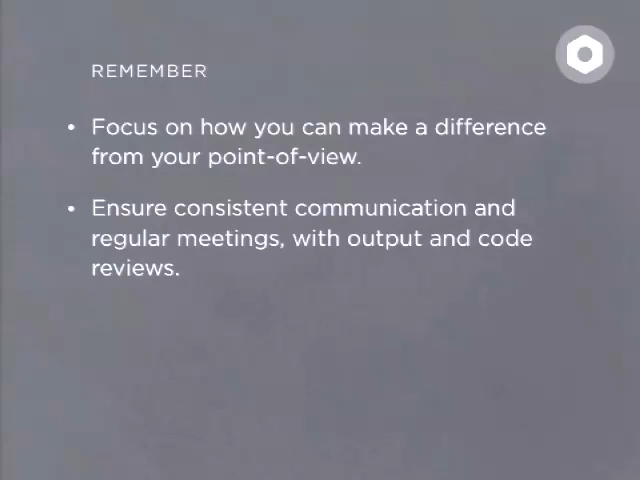 REMEMBER
• Focus on how you can make a difference
from your point-of-view.
• Ensure consistent communication and
regular meetings, with output and code
reviews.